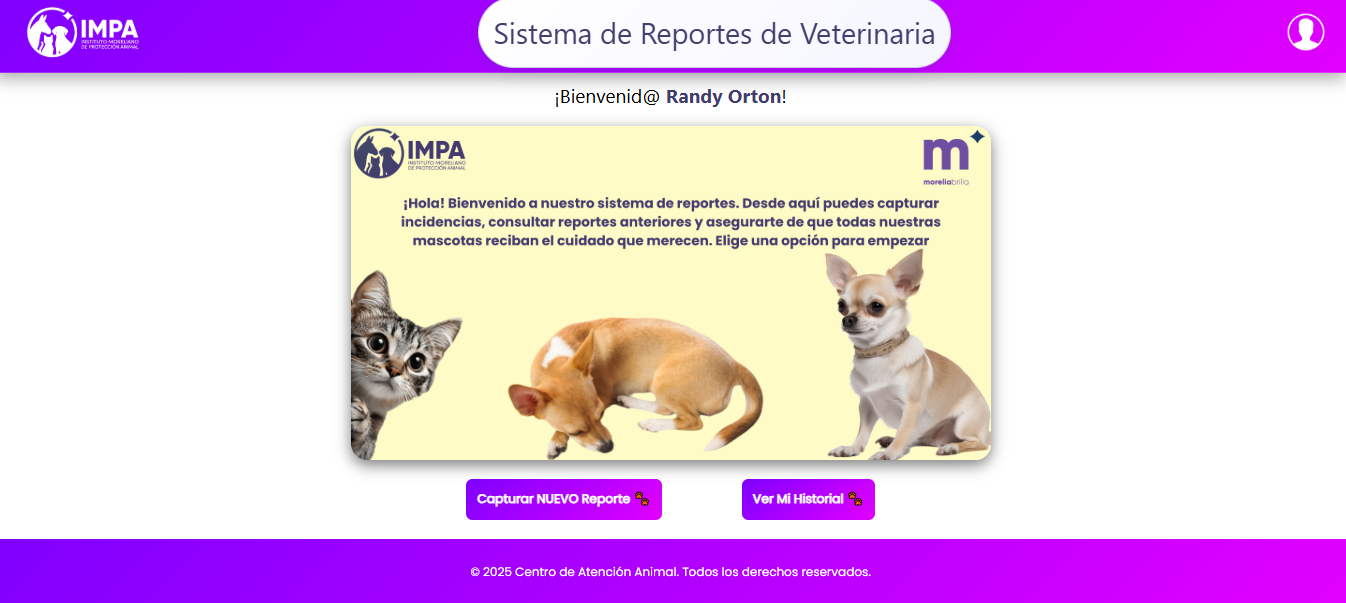 IMPA
INSTITUTO MORELIANO
DE PROTECCIÓN ANIMAL
Sistema de Reportes de Veterinaria
¡Bienvenid@ Randy Orton!
IMPA
INSTITUTO MORELIANO
DE PROTECCIÓN ANIMAL
m
moreliabrilla
¡Hola! Bienvenido a nuestro sistema de reportes. Desde aquí puedes capturar
incidencias, consultar reportes anteriores y asegurarte de que todas nuestras
mascotas reciban el cuidado que merecen. Elige una opción para empezar
Capturar NUEVO Reporte 🐾
Ver Mi Historial 🐾
© 2025 Centro de Atención Animal. Todos los derechos reservados.